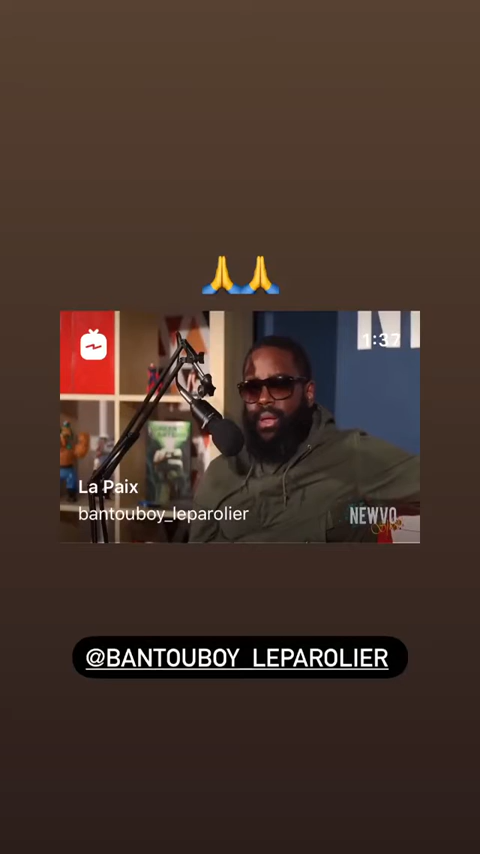 🙏🙏
1:37
La Paix
bantouboy_leparolier
NEWVO
@BANTOUBOY_LEPAROLIER